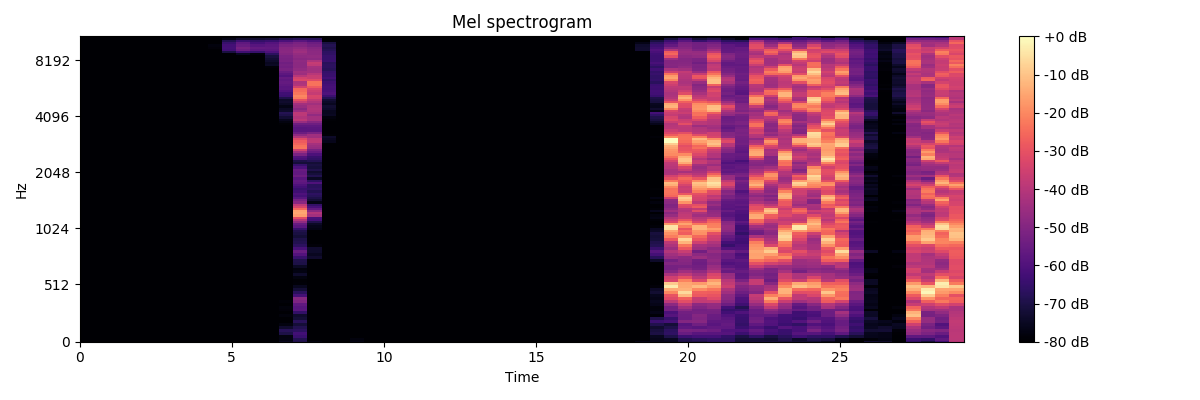 Mel spectrogram
8192
4096
2048
1024
512
0
Hz
0 5 10 15 20 25
Time
+0 dB
-10 dB
-20 dB
-30 dB
-40 dB
-50 dB
-60 dB
-70 dB
-80 dB